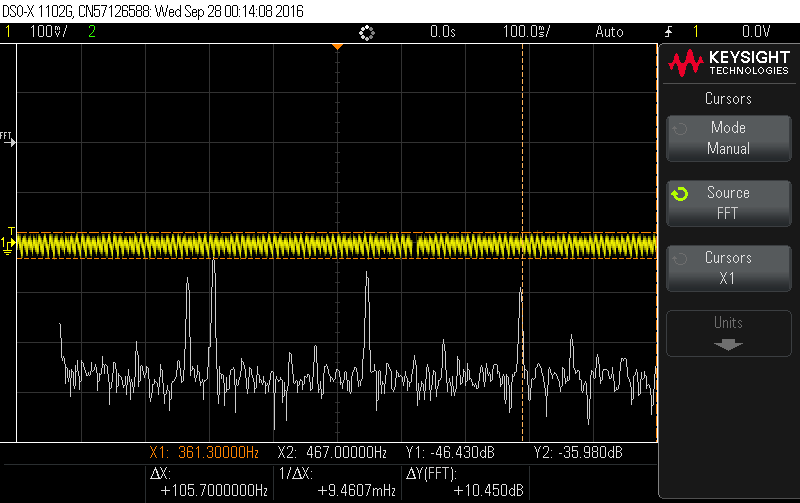 DSO-X 1102G, CN57126588: Wed Sep 28 00:14:08 2016
1 100♉/ 2 0.0s 100.0♏/ Auto 1 0.0V
KEYSIGHT
TECHNOLOGIES
Cursors
Mode
Manual
FFT
Source
FFT
T
1
Cursors
X1
Units
X1: 361.30000Hz X2: 467.00000Hz Y1: -46.430dB Y2: -35.980dB
ΔX:
+105.7000000Hz
1/ΔX:
+9.4607mHz
ΔY(FFT):
+10.450dB